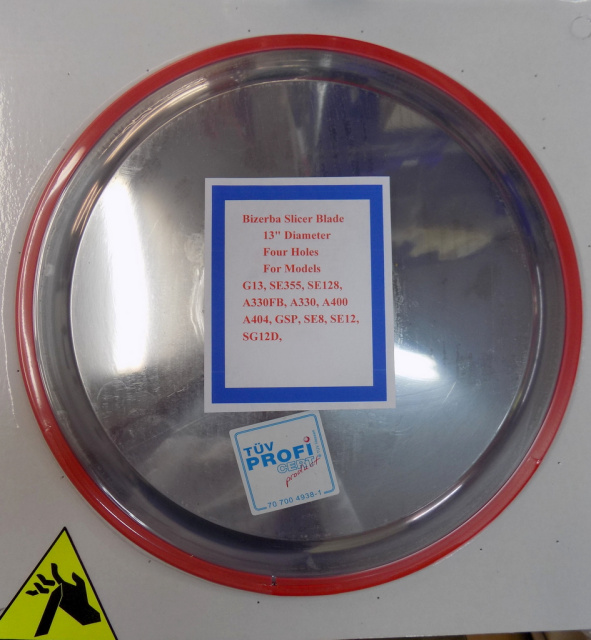 Bizerba Slicer Blade
13" Diameter
Four Holes
For Models
G13, SE355, SE128,
A330FB, A330, A400
A404, GSP, SE8, SE12,
SG12D,
TÜV
PROFi
CERT
produkt
70 700 4938-1